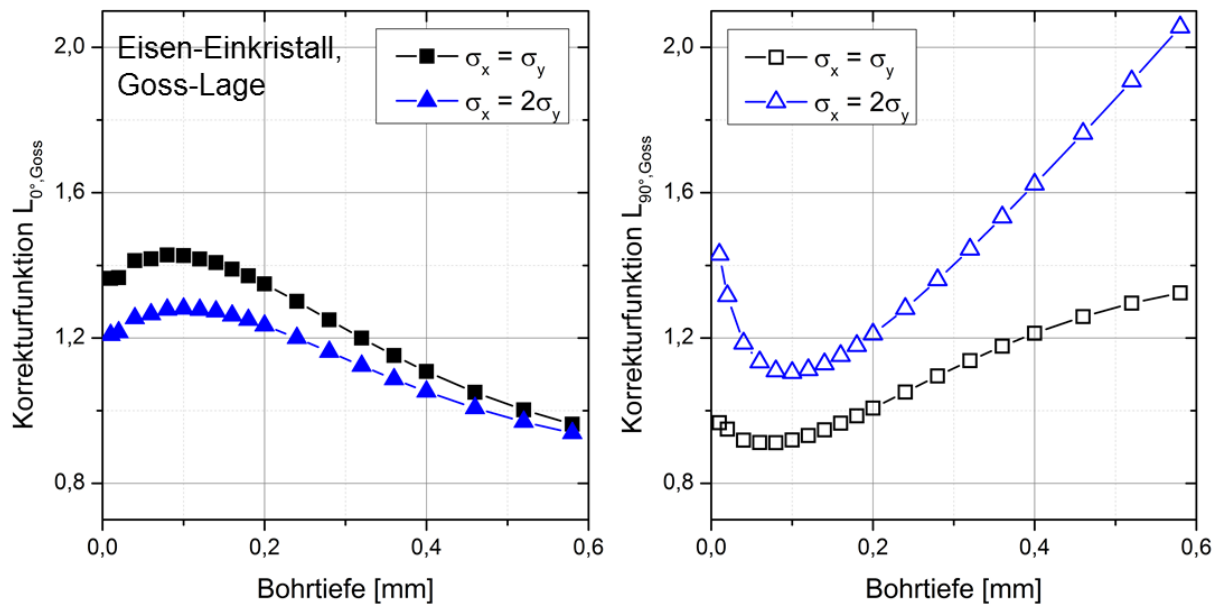 Eisen-Einkristall,
Goss-Lage
σx = σy
σx = 2σy
2,0
1,6
1,2
0,8
0,0
0,2
0,4
0,6
Korrekturfunktion L0°,Goss
Bohrtiefe [mm]
σx = σy
σx = 2σy
2,0
1,6
1,2
0,8
0,0
0,2
0,4
0,6
Korrekturfunktion L90°,Goss
Bohrtiefe [mm]